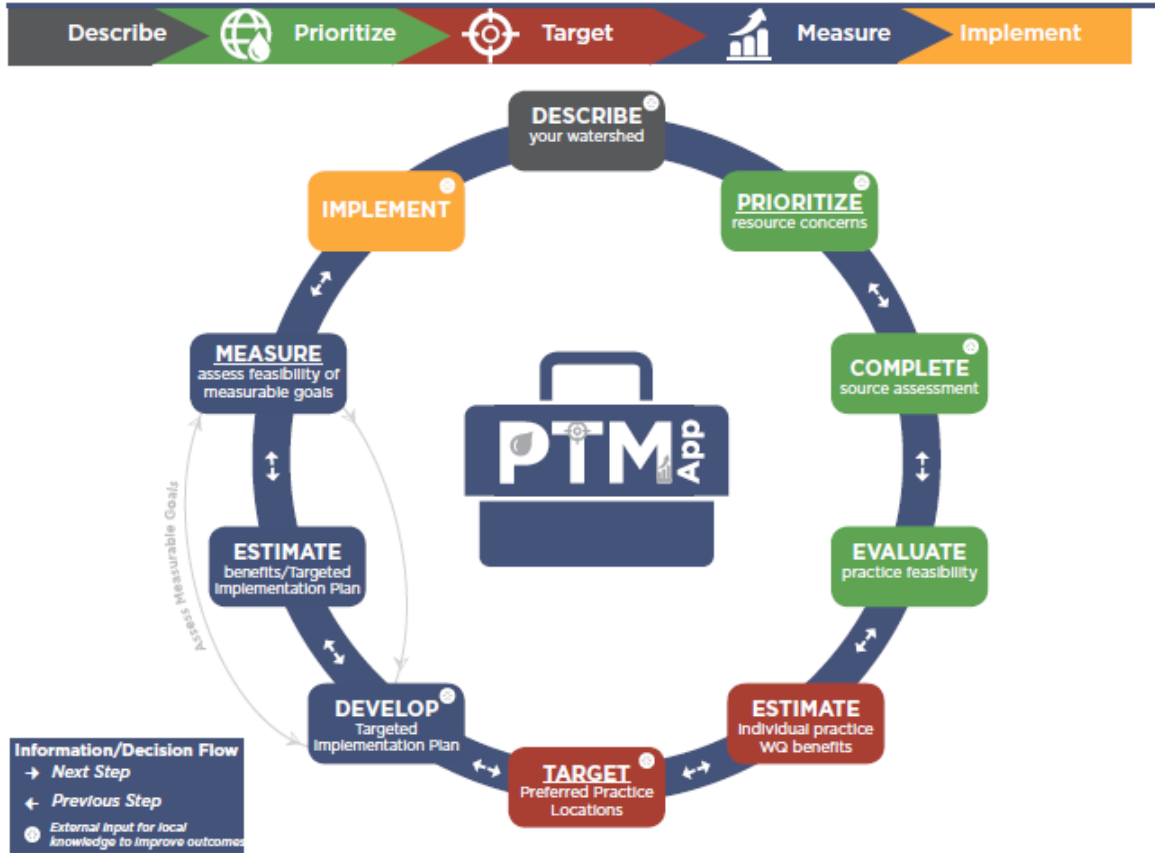 Describe
Prioritize
Target
Measure
Implement
DESCRIBE
your watershed
PRIORITIZE
resource concerns
COMPLETE
source assessment
EVALUATE
practice feasibility
ESTIMATE
Individual practice
WQ benefits
TARGET
Preferred Practice
Locations
DEVELOP
Targeted
Implementation Plan
ESTIMATE
benefits/Targeted
Implementation Plan
MEASURE
assess feasibility of
measurable goals
IMPLEMENT
Assess Measurable Goals
PTM
App
Information/Decision Flow
→ Next Step
← Previous Step
External input for local
knowledge to improve outcomes